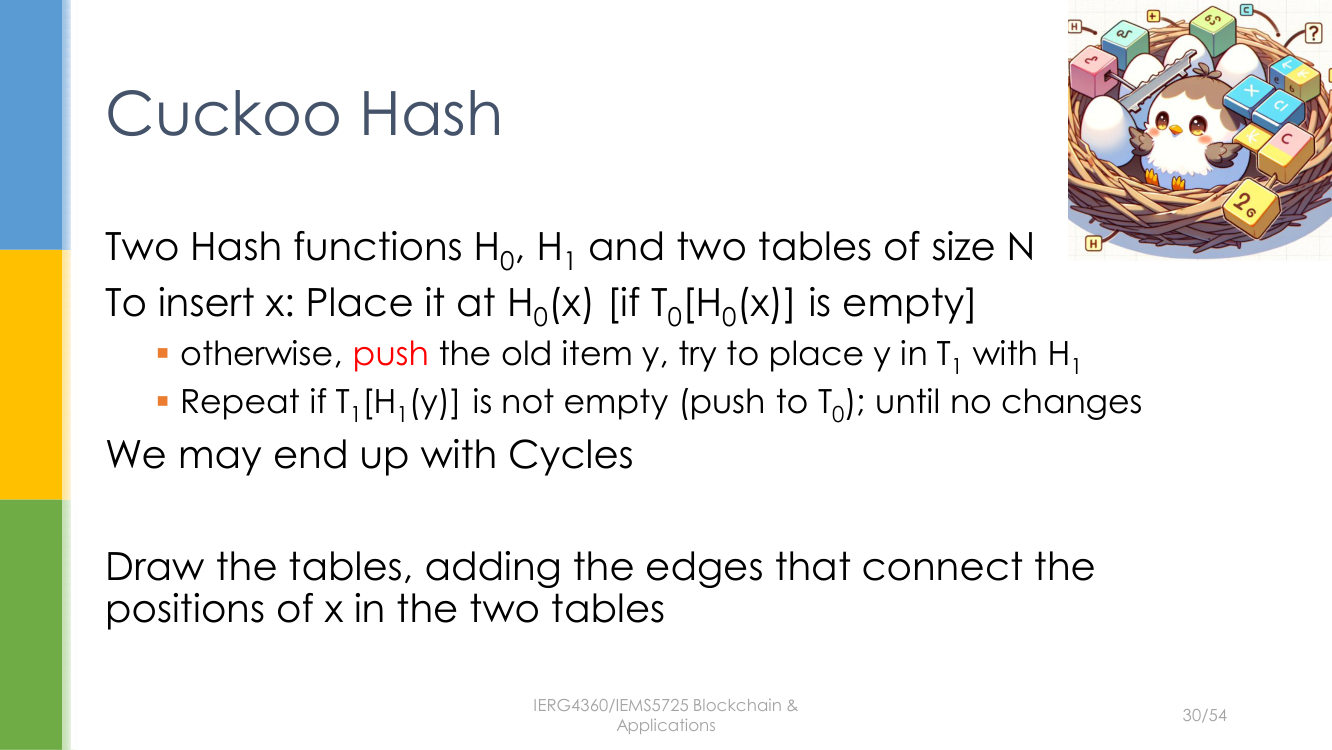 Cuckoo Hash
Two Hash functions H₀, H₁ and two tables of size N
To insert x: Place it at H₀(x) [if T₀[H₀(x)] is empty]
▪ otherwise, push the old item y, try to place y in T₁ with H₁
▪ Repeat if T₁[H₁(y)] is not empty (push to T₀); until no changes
We may end up with Cycles
Draw the tables, adding the edges that connect the
positions of x in the two tables
IERG4360/IEMS5725 Blockchain &
Applications
30/54